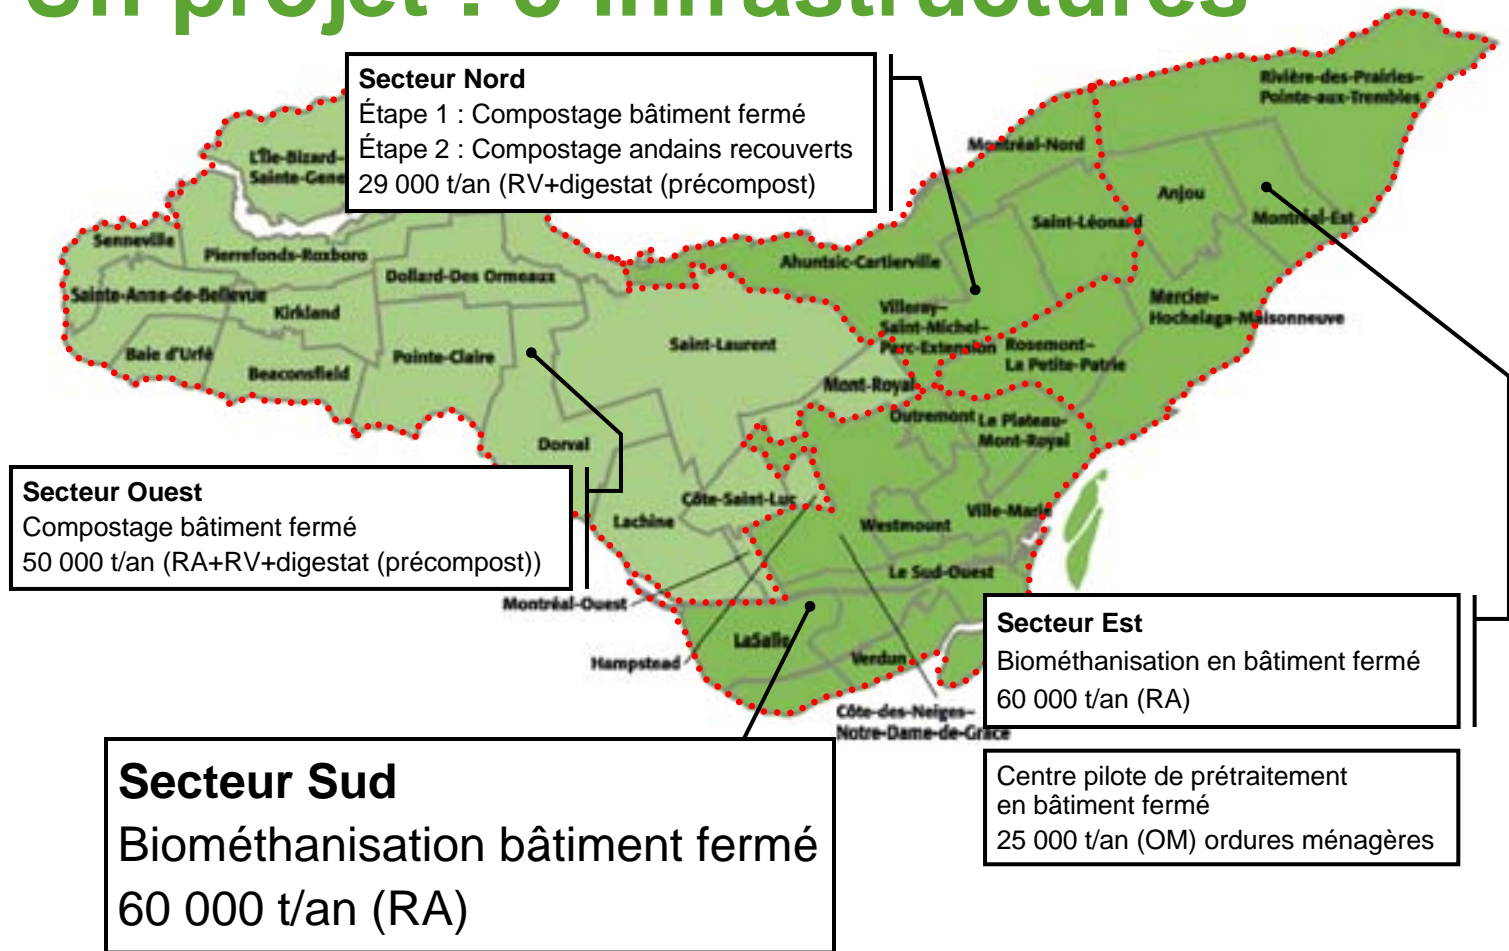 Un projet : 5 infrastructures
Secteur Nord
Étape 1 : Compostage bâtiment fermé
Étape 2 : Compostage andains recouverts
29 000 t/an (RV+digestat (précompost)
Rivière-des-Prairies–
Pointe-aux-Trembles
Montréal-Nord
L'Île-Bizard–
Sainte-Gene
Anjou
Saint-Léonard
Montréal-Est
Senneville
Pierrefonds-Roxboro
Ahuntsic-Cartierville
Dollard-Des Ormeaux
Sainte-Anne-de-Bellevue
Kirkland
Mercier–
Hochelaga-Maisonneuve
Villeray–
Saint-Michel–
Parc-Extension
Saint-Laurent
Rosemont–
La Petite-Patrie
Baie d'Urfé
Pointe-Claire
Beaconsfield
Mont-Royal
Outremont
Le Plateau-
Mont-Royal
Dorval
Secteur Ouest
Compostage bâtiment fermé
50 000 t/an (RA+RV+digestat (précompost))
Côte-Saint-Luc
Lachine
Westmount
Ville-Marie
Le Sud-Ouest
Montréal-Ouest
LaSalle
Hampstead
Verdun
Côte-des-Neiges–
Notre-Dame-de-Grâce
Secteur Est
Biométhanisation en bâtiment fermé
60 000 t/an (RA)
Centre pilote de prétraitement
en bâtiment fermé
25 000 t/an (OM) ordures ménagères
Secteur Sud
Biométhanisation bâtiment fermé
60 000 t/an (RA)